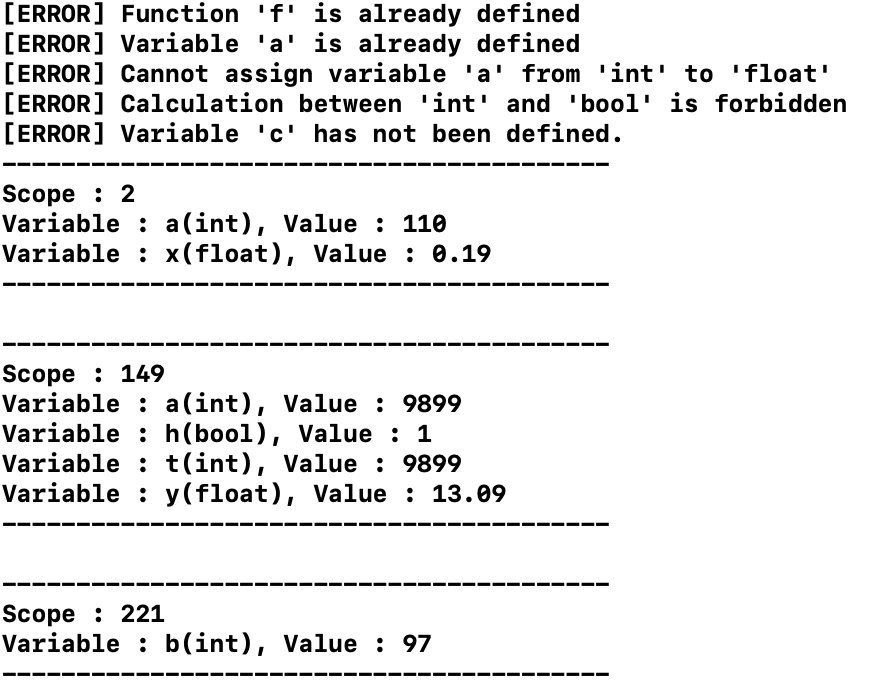 [ERROR] Function 'f' is already defined
[ERROR] Variable 'a' is already defined
[ERROR] Cannot assign variable 'a' from 'int' to 'float'
[ERROR] Calculation between 'int' and 'bool' is forbidden
[ERROR] Variable 'c' has not been defined.
-----------------------------------------
Scope : 2
Variable : a(int), Value : 110
Variable : x(float), Value : 0.19
-----------------------------------------

-----------------------------------------
Scope : 149
Variable : a(int), Value : 9899
Variable : h(bool), Value : 1
Variable : t(int), Value : 9899
Variable : y(float), Value : 13.09
-----------------------------------------

-----------------------------------------
Scope : 221
Variable : b(int), Value : 97
-----------------------------------------